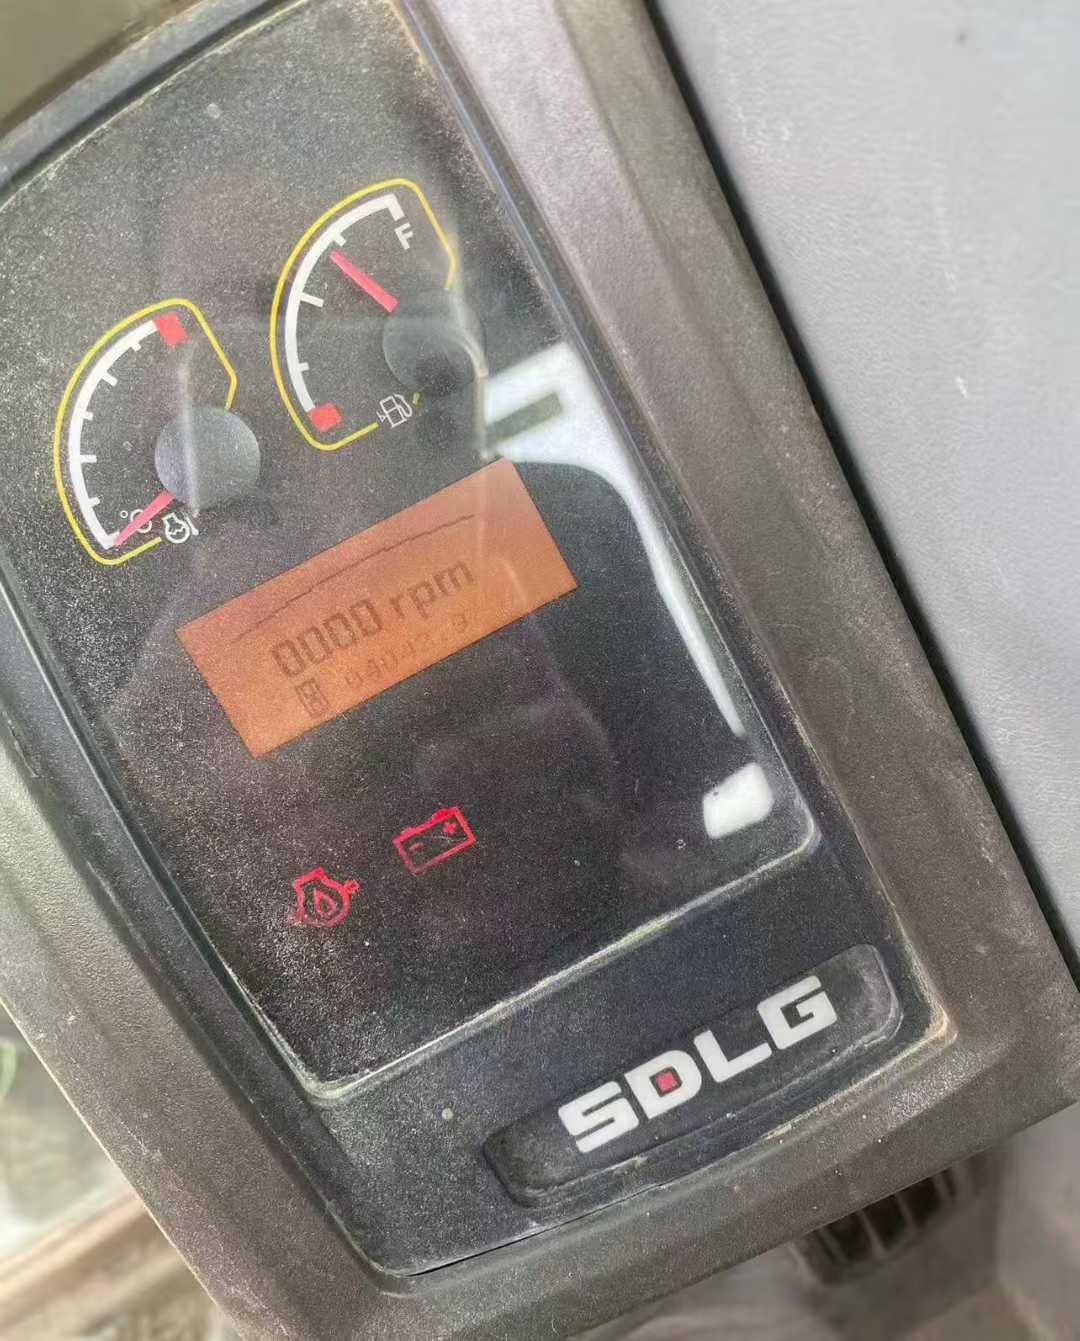 F
°C
0000 rpm
SDLG